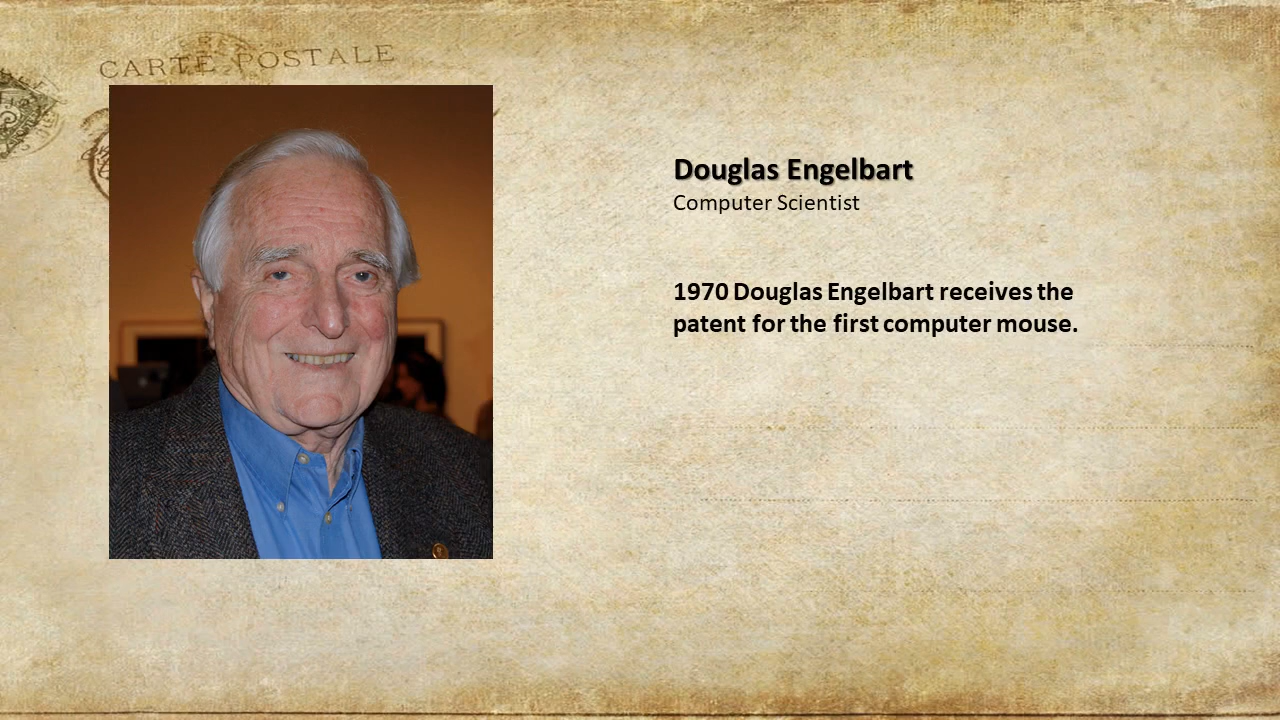 CARTE POSTALE
Douglas Engelbart
Computer Scientist
1970 Douglas Engelbart receives the
patent for the first computer mouse.